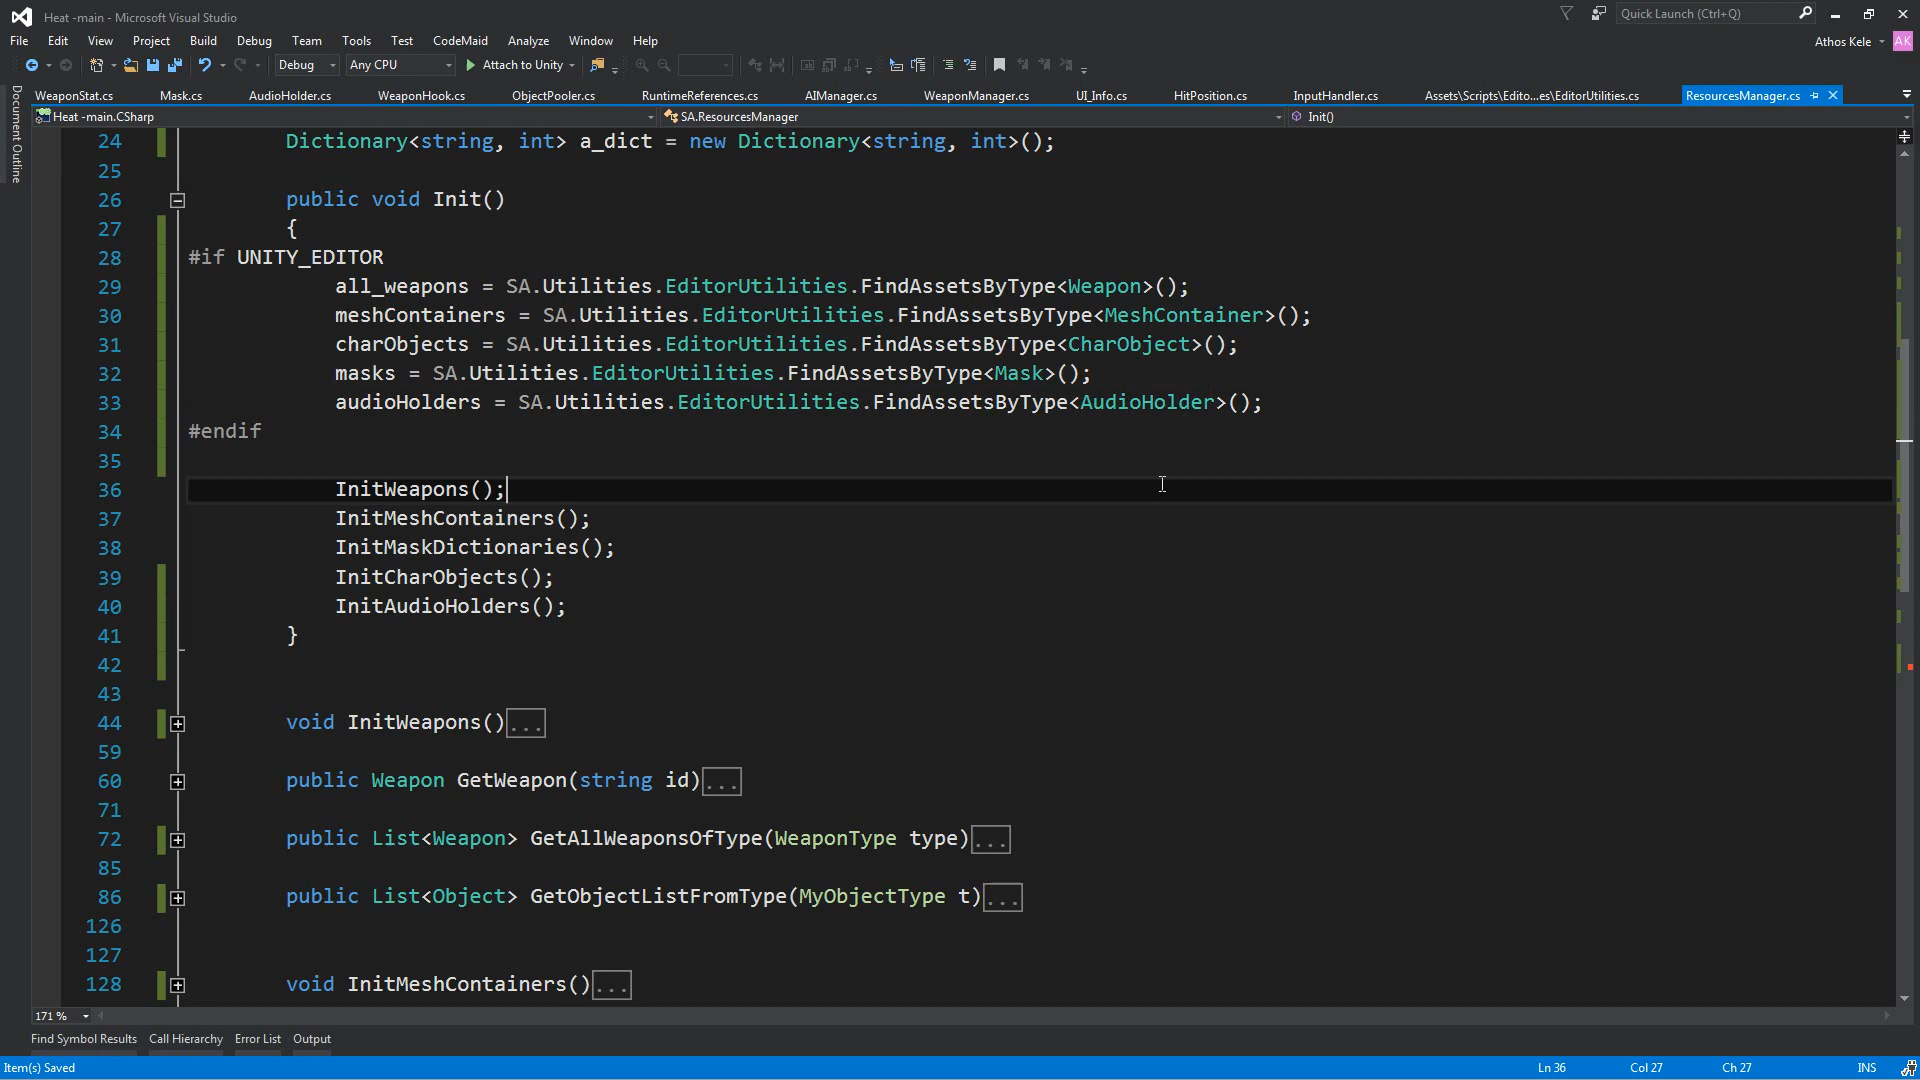 Heat -main - Microsoft Visual Studio
Quick Launch (Ctrl+Q)
File Edit View Project Build Debug Team Tools Test CodeMaid Analyze Window Help
Athos Kele AK
Debug Any CPU Attach to Unity
Document Outline
WeaponStat.cs Mask.cs AudioHolder.cs WeaponHook.cs ObjectPooler.cs RuntimeReferences.cs AIManager.cs WeaponManager.cs UI_Info.cs HitPosition.cs InputHandler.cs Assets\Scripts\Edito...es\EditorUtilities.cs ResourcesManager.cs
Heat -main.CSharp SA.ResourcesManager Init()
24 Dictionary<string, int> a_dict = new Dictionary<string, int>();
25
26 public void Init()
27 {
28 #if UNITY_EDITOR
29 all_weapons = SA.Utilities.EditorUtilities.FindAssetsByType<Weapon>();
30 meshContainers = SA.Utilities.EditorUtilities.FindAssetsByType<MeshContainer>();
31 charObjects = SA.Utilities.EditorUtilities.FindAssetsByType<CharObject>();
32 masks = SA.Utilities.EditorUtilities.FindAssetsByType<Mask>();
33 audioHolders = SA.Utilities.EditorUtilities.FindAssetsByType<AudioHolder>();
34 #endif
35
36 InitWeapons();
37 InitMeshContainers();
38 InitMaskDictionaries();
39 InitCharObjects();
40 InitAudioHolders();
41 }
42
43
44 void InitWeapons()...
59
60 public Weapon GetWeapon(string id)...
71
72 public List<Weapon> GetAllWeaponsOfType(WeaponType type)...
85
86 public List<Object> GetObjectListFromType(MyObjectType t)...
126
127
128 void InitMeshContainers()...
171 %
Find Symbol Results Call Hierarchy Error List Output
Item(s) Saved Ln 36 Col 27 Ch 27 INS